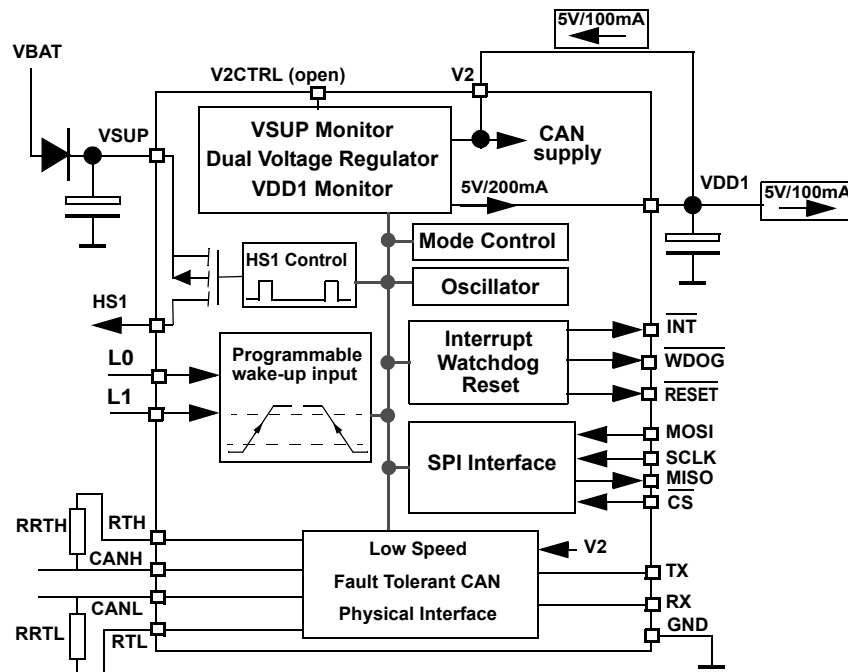 5V/100mA
VBAT
V2CTRL (open)
V2
VSUP
VSUP Monitor
Dual Voltage Regulator
VDD1 Monitor
CAN
supply
5V/200mA
VDD1
5V/100mA
Mode Control
HS1 Control
Oscillator
HS1
INT
L0
Programmable
wake-up input
Interrupt
Watchdog
Reset
WDOG
L1
RESET
MOSI
SPI Interface
SCLK
MISO
CS
RRTH
RTH
Low Speed
V2
CANH
Fault Tolerant CAN
TX
CANL
Physical Interface
RX
RRTL
RTL
GND